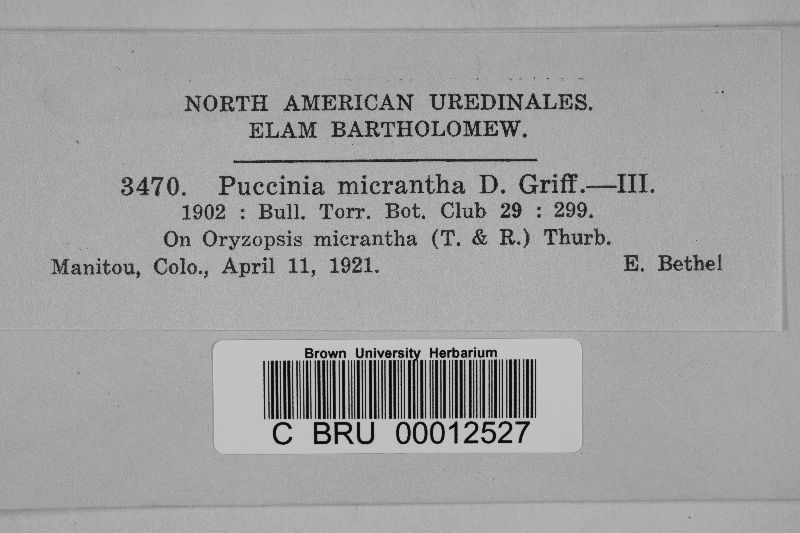 NORTH AMERICAN UREDINALES.
ELAM BARTHOLOMEW.
3470. Puccinia micrantha D. Griff.—III.
1902 : Bull. Torr. Bot. Club 29 : 299.
On Oryzopsis micrantha (T. & R.) Thurb.
Manitou, Colo., April 11, 1921. E. Bethel
Brown University Herbarium
C BRU 00012527